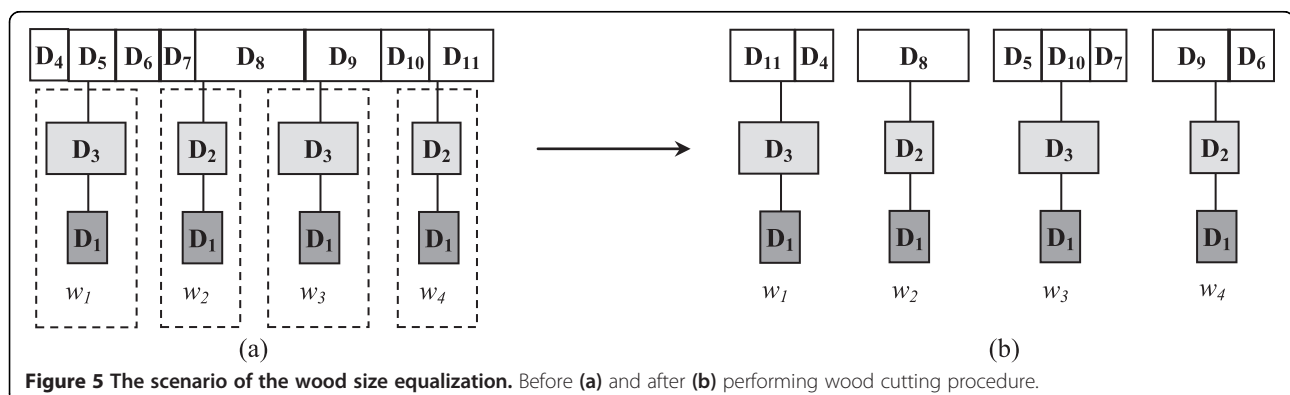 D4 D5 D6 D7 D8 D9 D10 D11
D3 D2 D3 D2
D1 D1 D1 D1
w1 w2 w3 w4
(a)
D11 D4 D8 D5 D10 D7 D9 D6
D3 D2 D3 D2
D1 D1 D1 D1
w1 w2 w3 w4
(b)
Figure 5 The scenario of the wood size equalization. Before (a) and after (b) performing wood cutting procedure.